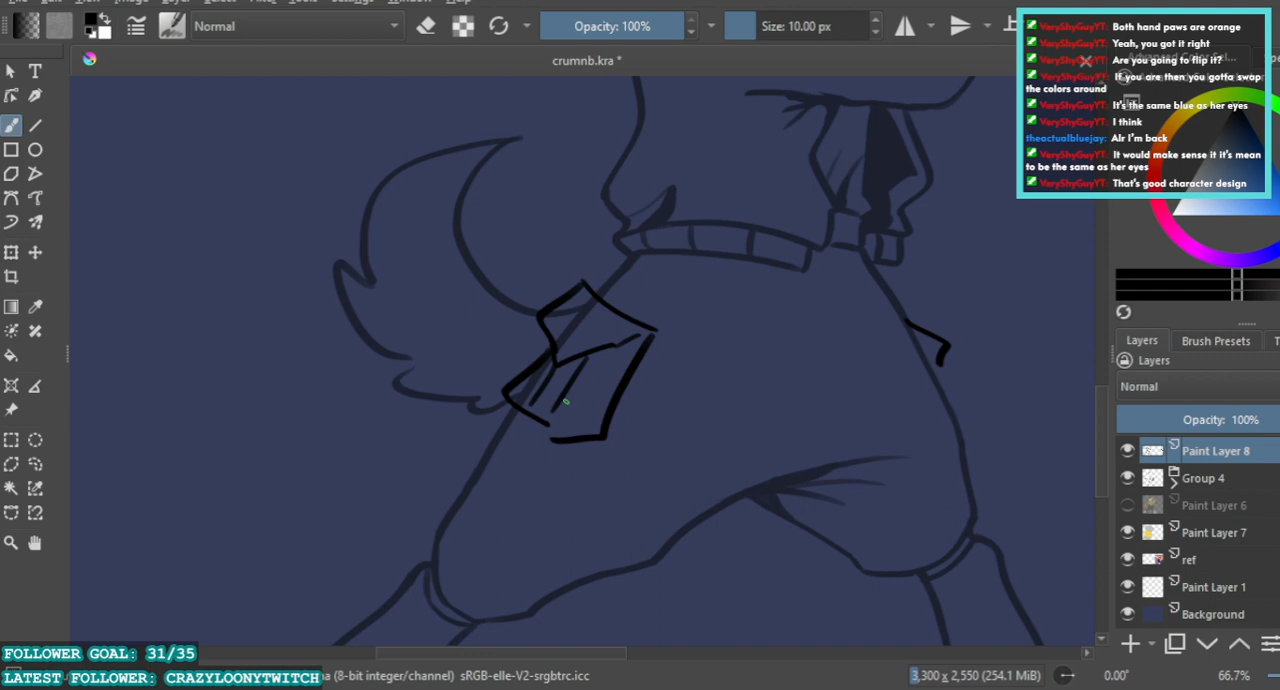 Normal
Opacity: 100%
Size: 10.00 px
crumnb.kra *
VeryShyGuyYT: Both hand paws are orange
VeryShyGuyYT: Yeah, you got it right
VeryShyGuyYT: Are you going to flip it?
VeryShyGuyYT: If you are then you gotta swap
the colors around
VeryShyGuyYT: It's the same blue as her eyes
VeryShyGuyYT: I think
theactualbluejay: Alr I'm back
VeryShyGuyYT: It would make sense it it's mean
to be the same as her eyes
VeryShyGuyYT: That's good character design
Layers
Brush Presets
Layers
Normal
Opacity: 100%
Paint Layer 8
Group 4
Paint Layer 6
Paint Layer 7
ref
Paint Layer 1
Background
FOLLOWER GOAL: 31/35
LATEST FOLLOWER: CRAZYLOONYTWITCH
(8-bit integer/channel) sRGB-elle-V2-srgbtrc.icc
3,300 x 2,550 (254.1 MiB)
0.00°
66.7%